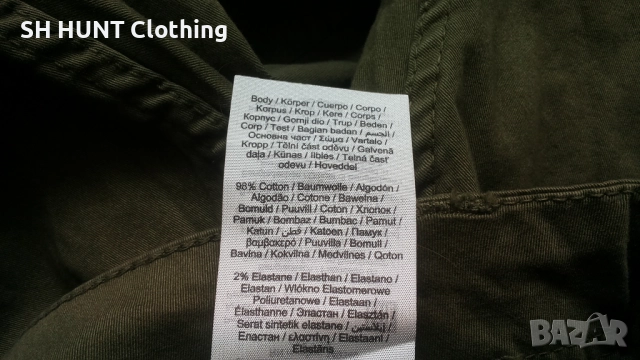 SH HUNT Clothing
Body / Körper / Cuerpo / Corpo /
Korpus / Krop / Kere / Corps /
Корпус / Gornji dio / Trup / Beden /
Corp / Test / Bagian badan / الجسم /
Основна част / Σώμα / Vartalo /
Kropp / Tělní část oděvu / Galvenā
daļa / Künas / Ilbles / Telná časť
odevu / Hoveddel
98% Cotton / Baumwolle / Algodón /
Algodão / Cotone / Bawełna /
Bomuld / Puuvill / Coton / Хлопок /
Pamuk / Bombaž / Bumbac / Pamut /
Katun / قطن / Katoen / Памук /
βαμβακερό / Puuvilla / Bomull /
Bavlna / Kokvilna / Medvilnes / Qoton
2% Elastane / Elasthan / Elastano /
Elastan / Włókno Elastomerowe
Poliuretanowe / Elastaan /
Élasthanne / Эластан / Elasztán /
Serat sintetik elastane / إيلاستين /
Еластан / Ελαστίνη / Elastaani /
Elastāns
BAZAR